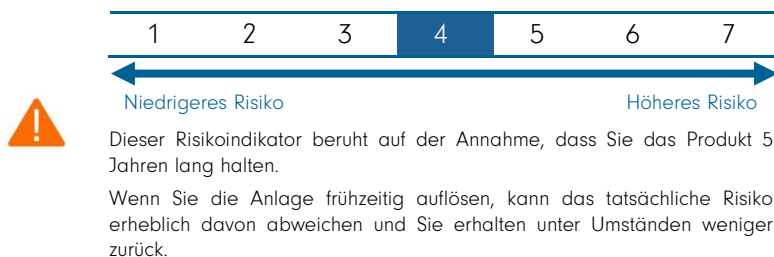 1 2 3 4 5 6 7
Niedrigeres Risiko Höheres Risiko
Dieser Risikoindikator beruht auf der Annahme, dass Sie das Produkt 5
Jahren lang halten.
Wenn Sie die Anlage frühzeitig auflösen, kann das tatsächliche Risiko
erheblich davon abweichen und Sie erhalten unter Umständen weniger
zurück.